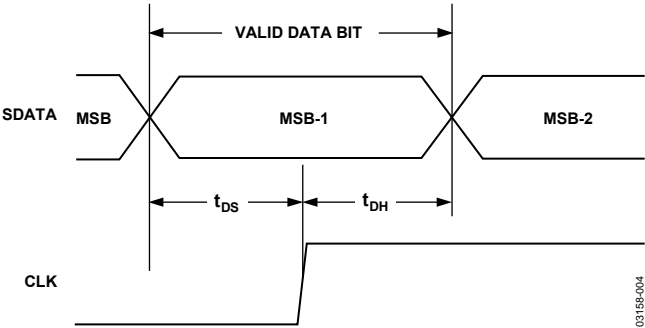 VALID DATA BIT
SDATA MSB MSB-1 MSB-2
tDS tDH
CLK
03158-004